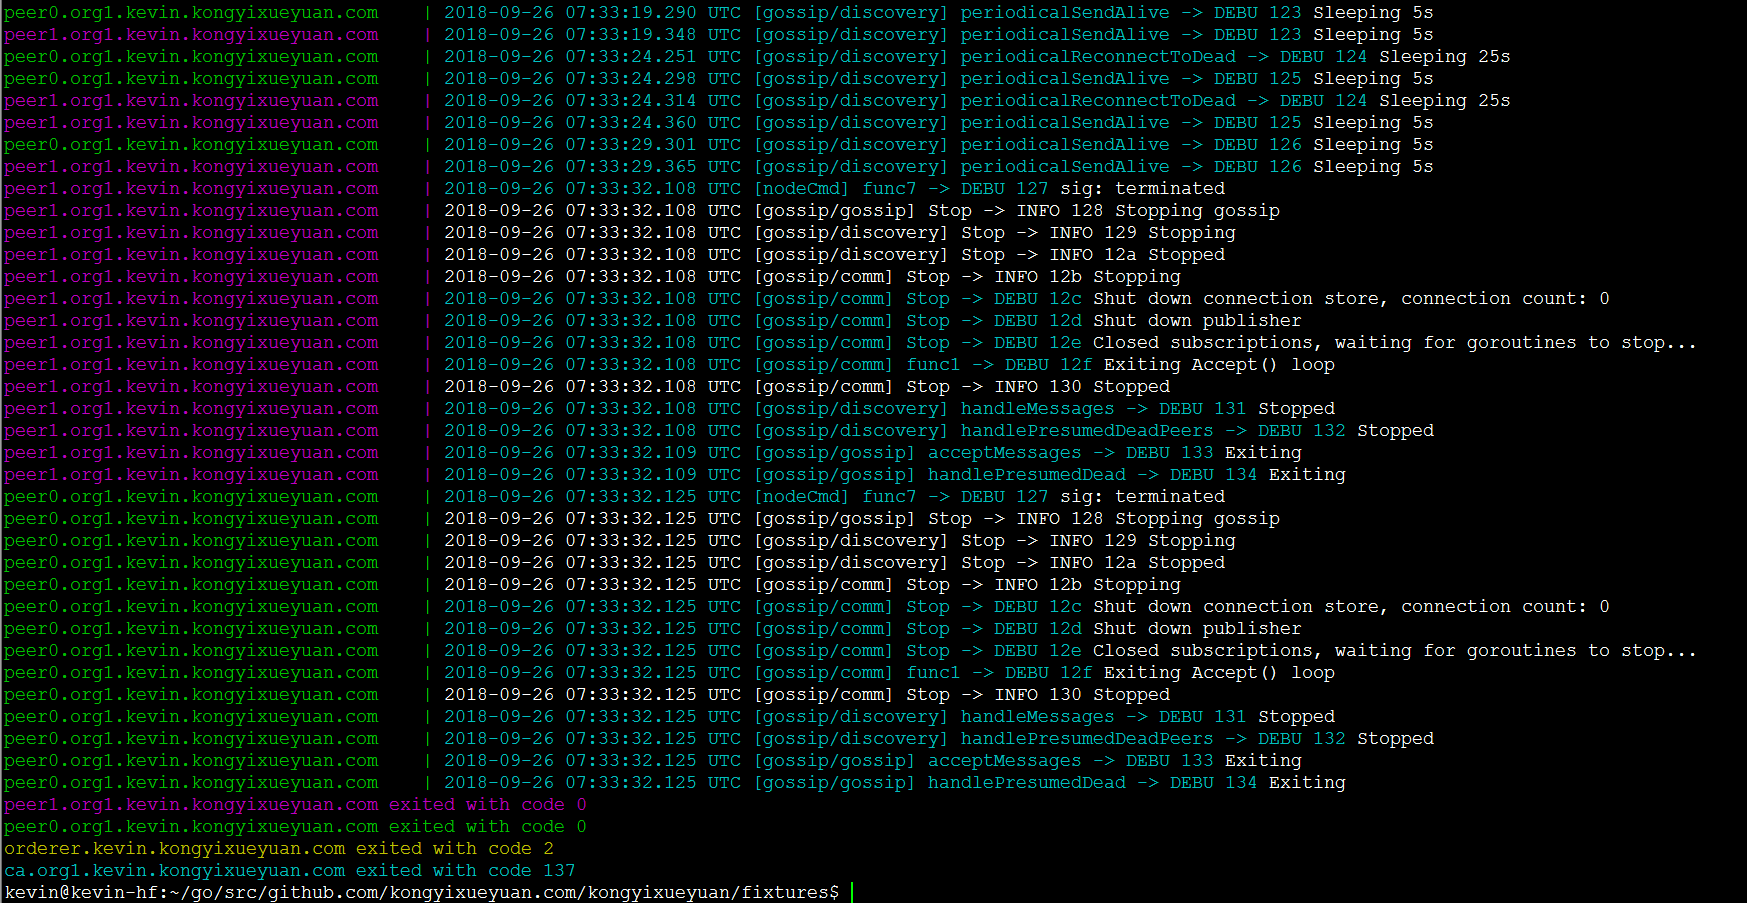 peer0.org1.kevin.kongyixueyuan.com    | 2018-09-26 07:33:19.290 UTC [gossip/discovery] periodicalSendAlive -> DEBU 123 Sleeping 5s
peer1.org1.kevin.kongyixueyuan.com    | 2018-09-26 07:33:19.348 UTC [gossip/discovery] periodicalSendAlive -> DEBU 123 Sleeping 5s
peer0.org1.kevin.kongyixueyuan.com    | 2018-09-26 07:33:24.251 UTC [gossip/discovery] periodicalReconnectToDead -> DEBU 124 Sleeping 25s
peer0.org1.kevin.kongyixueyuan.com    | 2018-09-26 07:33:24.298 UTC [gossip/discovery] periodicalSendAlive -> DEBU 125 Sleeping 5s
peer1.org1.kevin.kongyixueyuan.com    | 2018-09-26 07:33:24.314 UTC [gossip/discovery] periodicalReconnectToDead -> DEBU 124 Sleeping 25s
peer1.org1.kevin.kongyixueyuan.com    | 2018-09-26 07:33:24.360 UTC [gossip/discovery] periodicalSendAlive -> DEBU 125 Sleeping 5s
peer0.org1.kevin.kongyixueyuan.com    | 2018-09-26 07:33:29.301 UTC [gossip/discovery] periodicalSendAlive -> DEBU 126 Sleeping 5s
peer1.org1.kevin.kongyixueyuan.com    | 2018-09-26 07:33:29.365 UTC [gossip/discovery] periodicalSendAlive -> DEBU 126 Sleeping 5s
peer1.org1.kevin.kongyixueyuan.com    | 2018-09-26 07:33:32.108 UTC [nodeCmd] func7 -> DEBU 127 sig: terminated
peer1.org1.kevin.kongyixueyuan.com    | 2018-09-26 07:33:32.108 UTC [gossip/gossip] Stop -> INFO 128 Stopping gossip
peer1.org1.kevin.kongyixueyuan.com    | 2018-09-26 07:33:32.108 UTC [gossip/discovery] Stop -> INFO 129 Stopping
peer1.org1.kevin.kongyixueyuan.com    | 2018-09-26 07:33:32.108 UTC [gossip/discovery] Stop -> INFO 12a Stopped
peer1.org1.kevin.kongyixueyuan.com    | 2018-09-26 07:33:32.108 UTC [gossip/comm] Stop -> INFO 12b Stopping
peer1.org1.kevin.kongyixueyuan.com    | 2018-09-26 07:33:32.108 UTC [gossip/comm] Stop -> DEBU 12c Shut down connection store, connection count: 0
peer1.org1.kevin.kongyixueyuan.com    | 2018-09-26 07:33:32.108 UTC [gossip/comm] Stop -> DEBU 12d Shut down publisher
peer1.org1.kevin.kongyixueyuan.com    | 2018-09-26 07:33:32.108 UTC [gossip/comm] Stop -> DEBU 12e Closed subscriptions, waiting for goroutines to stop...
peer1.org1.kevin.kongyixueyuan.com    | 2018-09-26 07:33:32.108 UTC [gossip/comm] func1 -> DEBU 12f Exiting Accept() loop
peer1.org1.kevin.kongyixueyuan.com    | 2018-09-26 07:33:32.108 UTC [gossip/comm] Stop -> INFO 130 Stopped
peer1.org1.kevin.kongyixueyuan.com    | 2018-09-26 07:33:32.108 UTC [gossip/discovery] handleMessages -> DEBU 131 Stopped
peer1.org1.kevin.kongyixueyuan.com    | 2018-09-26 07:33:32.108 UTC [gossip/discovery] handlePresumedDeadPeers -> DEBU 132 Stopped
peer1.org1.kevin.kongyixueyuan.com    | 2018-09-26 07:33:32.109 UTC [gossip/gossip] acceptMessages -> DEBU 133 Exiting
peer1.org1.kevin.kongyixueyuan.com    | 2018-09-26 07:33:32.109 UTC [gossip/gossip] handlePresumedDead -> DEBU 134 Exiting
peer0.org1.kevin.kongyixueyuan.com    | 2018-09-26 07:33:32.125 UTC [nodeCmd] func7 -> DEBU 127 sig: terminated
peer0.org1.kevin.kongyixueyuan.com    | 2018-09-26 07:33:32.125 UTC [gossip/gossip] Stop -> INFO 128 Stopping gossip
peer0.org1.kevin.kongyixueyuan.com    | 2018-09-26 07:33:32.125 UTC [gossip/discovery] Stop -> INFO 129 Stopping
peer0.org1.kevin.kongyixueyuan.com    | 2018-09-26 07:33:32.125 UTC [gossip/discovery] Stop -> INFO 12a Stopped
peer0.org1.kevin.kongyixueyuan.com    | 2018-09-26 07:33:32.125 UTC [gossip/comm] Stop -> INFO 12b Stopping
peer0.org1.kevin.kongyixueyuan.com    | 2018-09-26 07:33:32.125 UTC [gossip/comm] Stop -> DEBU 12c Shut down connection store, connection count: 0
peer0.org1.kevin.kongyixueyuan.com    | 2018-09-26 07:33:32.125 UTC [gossip/comm] Stop -> DEBU 12d Shut down publisher
peer0.org1.kevin.kongyixueyuan.com    | 2018-09-26 07:33:32.125 UTC [gossip/comm] Stop -> DEBU 12e Closed subscriptions, waiting for goroutines to stop...
peer0.org1.kevin.kongyixueyuan.com    | 2018-09-26 07:33:32.125 UTC [gossip/comm] func1 -> DEBU 12f Exiting Accept() loop
peer0.org1.kevin.kongyixueyuan.com    | 2018-09-26 07:33:32.125 UTC [gossip/comm] Stop -> INFO 130 Stopped
peer0.org1.kevin.kongyixueyuan.com    | 2018-09-26 07:33:32.125 UTC [gossip/discovery] handleMessages -> DEBU 131 Stopped
peer0.org1.kevin.kongyixueyuan.com    | 2018-09-26 07:33:32.125 UTC [gossip/discovery] handlePresumedDeadPeers -> DEBU 132 Stopped
peer0.org1.kevin.kongyixueyuan.com    | 2018-09-26 07:33:32.125 UTC [gossip/gossip] acceptMessages -> DEBU 133 Exiting
peer0.org1.kevin.kongyixueyuan.com    | 2018-09-26 07:33:32.125 UTC [gossip/gossip] handlePresumedDead -> DEBU 134 Exiting
peer1.org1.kevin.kongyixueyuan.com exited with code 0
peer0.org1.kevin.kongyixueyuan.com exited with code 0
orderer.kevin.kongyixueyuan.com exited with code 2
ca.org1.kevin.kongyixueyuan.com exited with code 137
kevin@kevin-hf:~/go/src/github.com/kongyixueyuan.com/kongyixueyuan/fixtures$